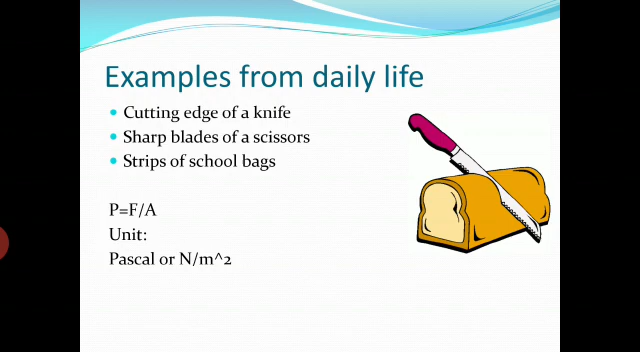 Examples from daily life
• Cutting edge of a knife
• Sharp blades of a scissors
• Strips of school bags
P=F/A
Unit:
Pascal or N/m^2